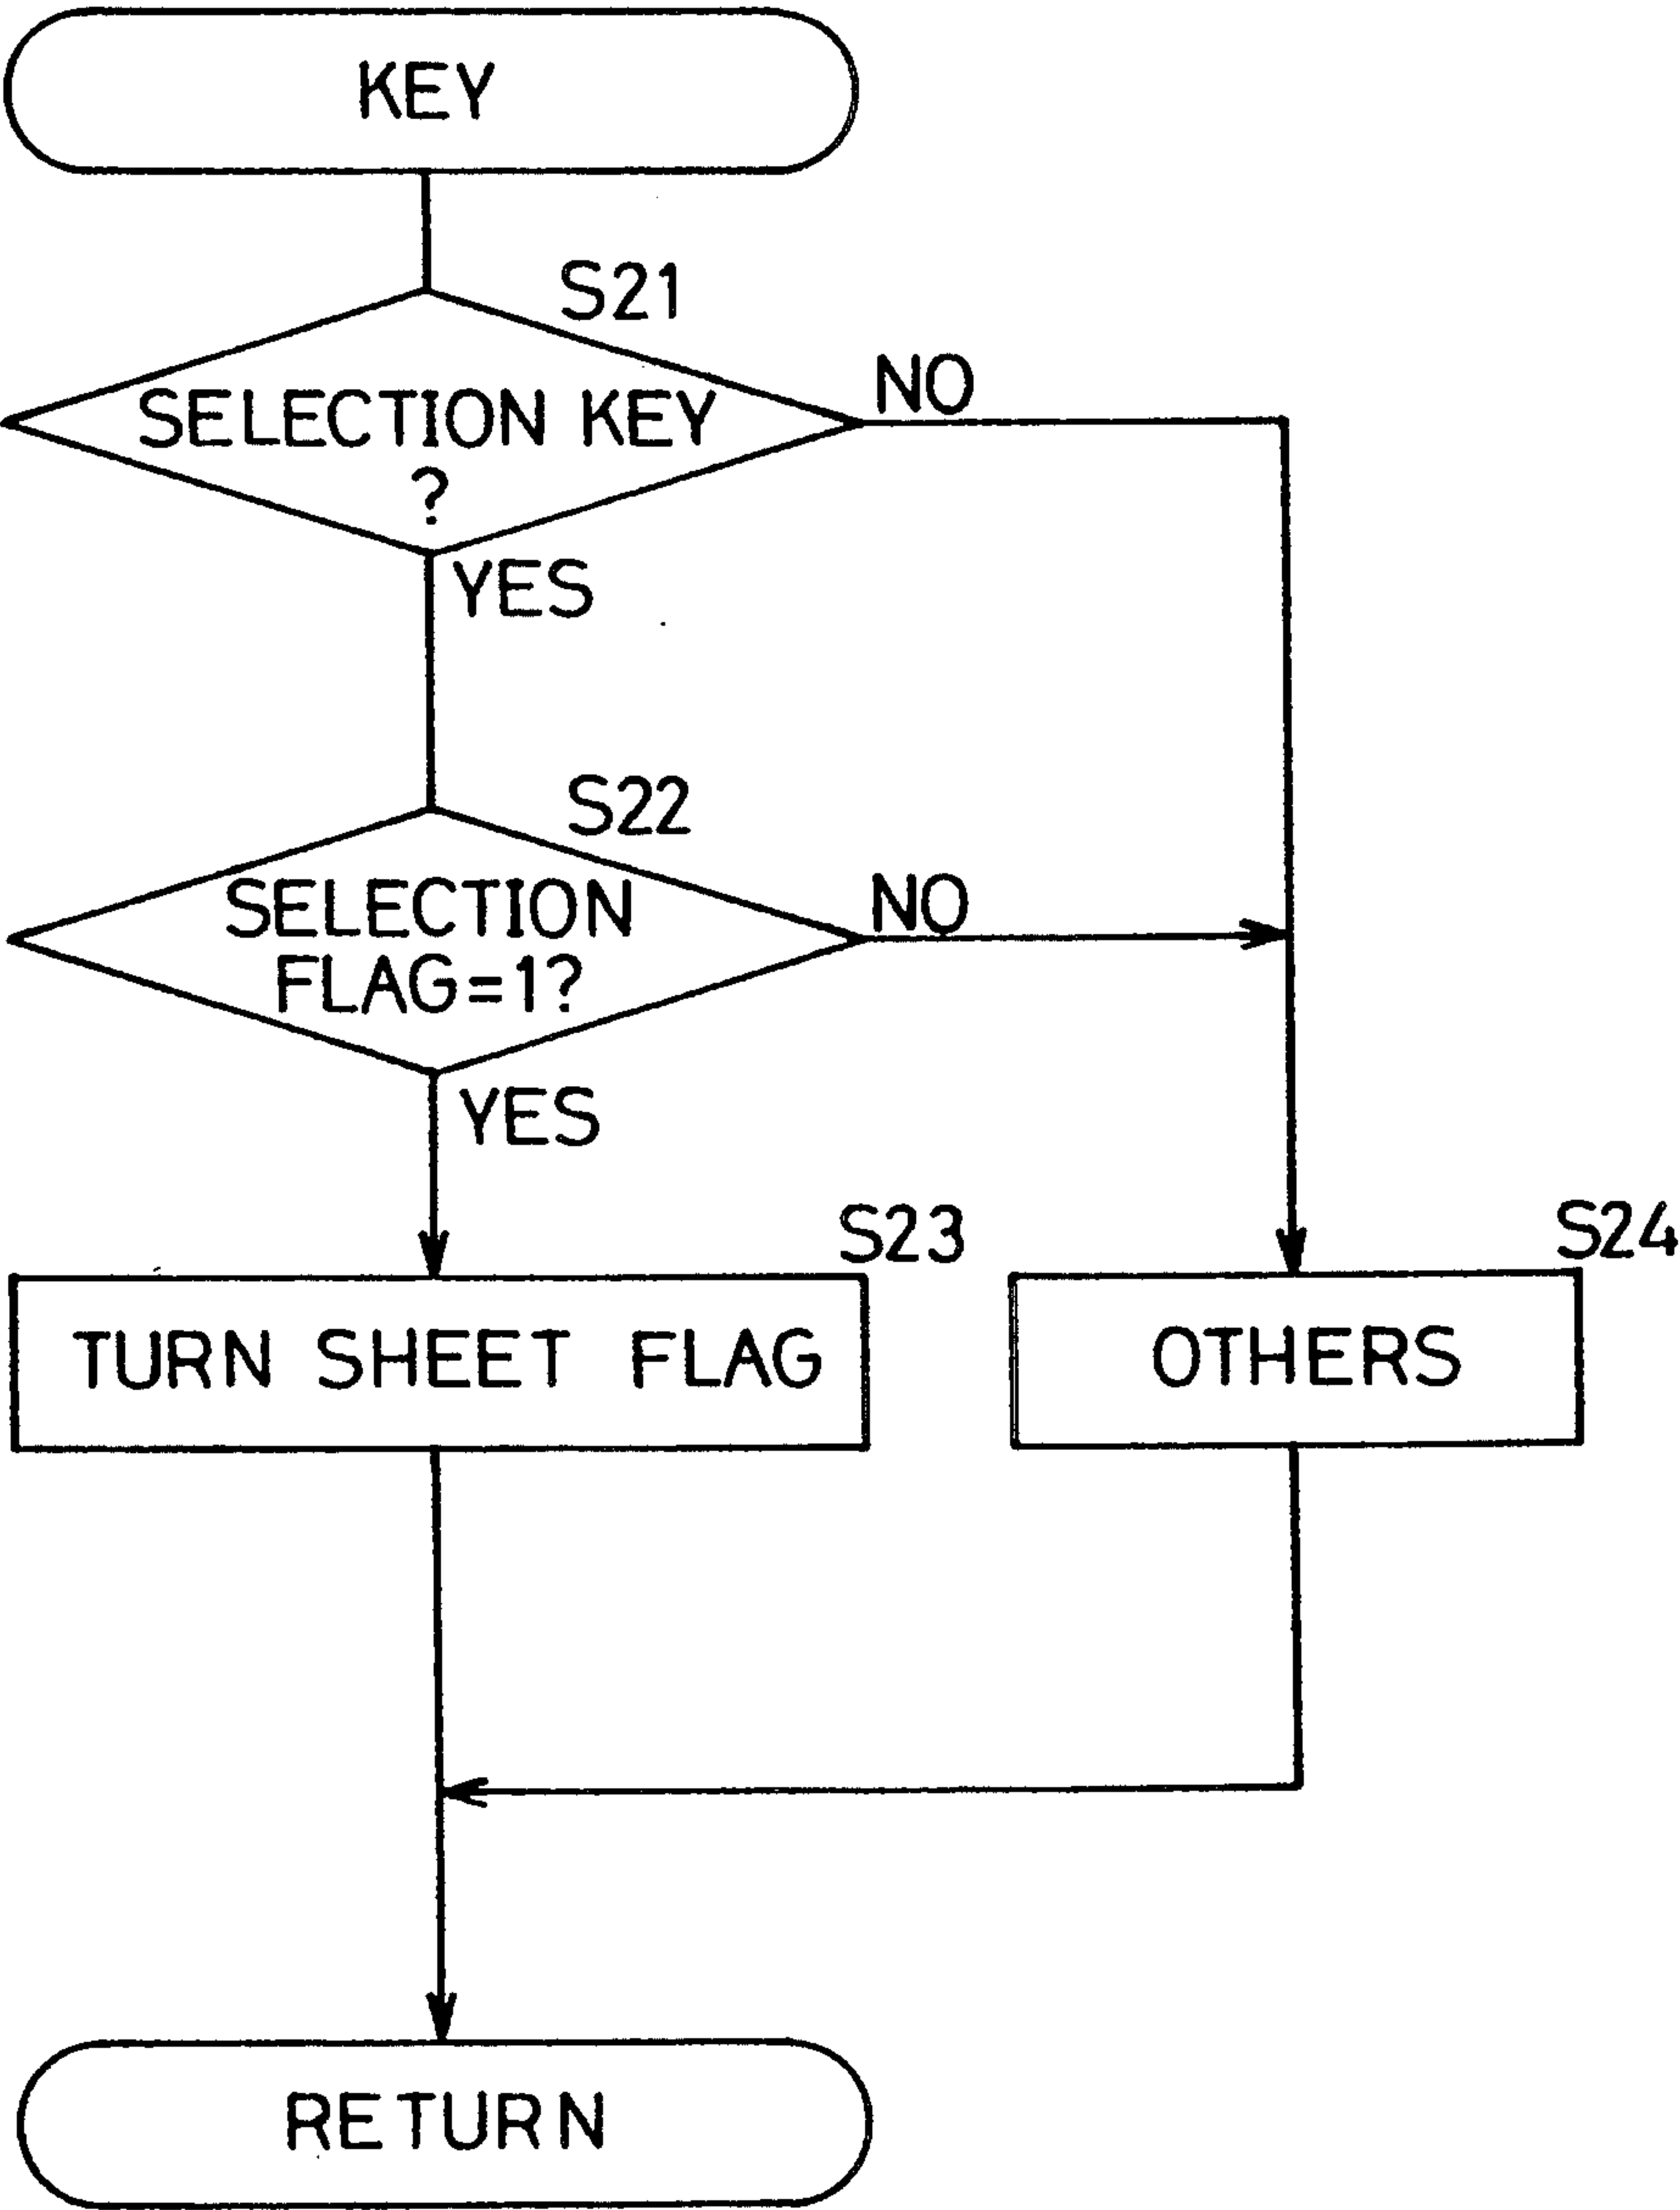 KEY
S21
SELECTION KEY
?
NO
YES
S22
SELECTION
FLAG=1?
NO
YES
S23
TURN SHEET FLAG
S24
OTHERS
RETURN